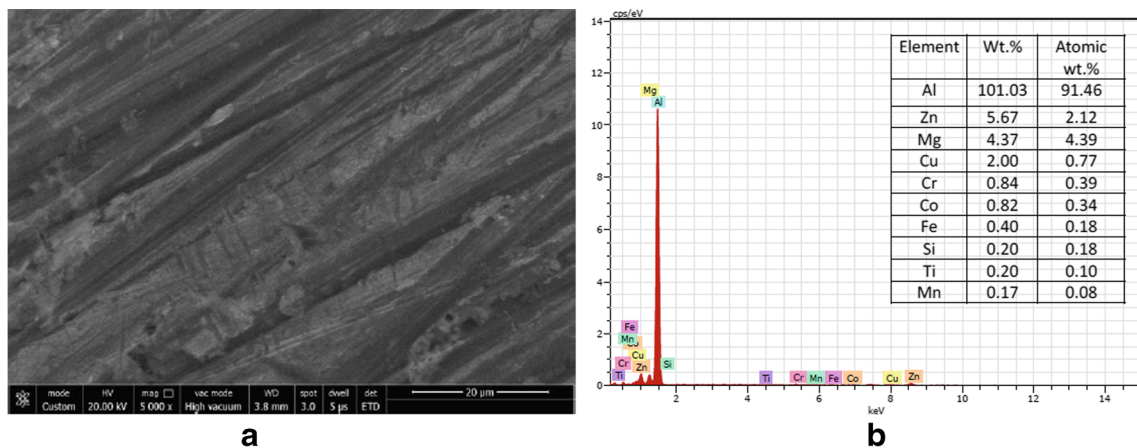 mode HV mag vac mode WD spot dwell det
Custom 20.00 kV 5 000 x High vacuum 3.8 mm 3.0 5 µs ETD
20 µm
a
cps/eV
14
12
10
8
6
4
2
0
Mg
Al
Fe
Mn
Co
Cu
Cr
Zn
Ti
Si
Ti
Cr
Mn
Fe
Co
Cu
Zn
2
4
6
8
10
12
14
keV
Element Wt.% Atomic wt.%
Al 101.03 91.46
Zn 5.67 2.12
Mg 4.37 4.39
Cu 2.00 0.77
Cr 0.84 0.39
Co 0.82 0.34
Fe 0.40 0.18
Si 0.20 0.18
Ti 0.20 0.10
Mn 0.17 0.08
b